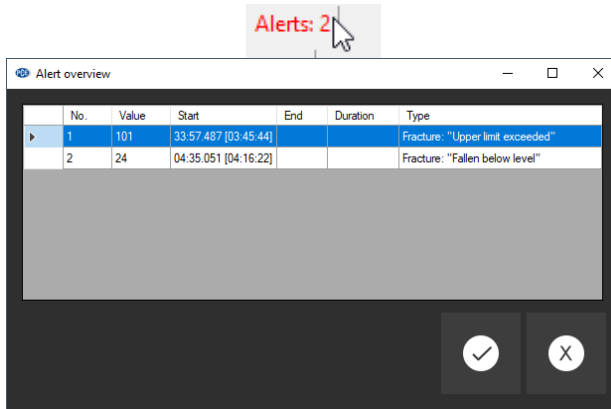 Alerts: 2
PCE Alert overview
No. Value Start End Duration Type
1 101 33:57.487 [03:45:44] Fracture: "Upper limit exceeded"
2 24 04:35.051 [04:16:22] Fracture: "Fallen below level"
X